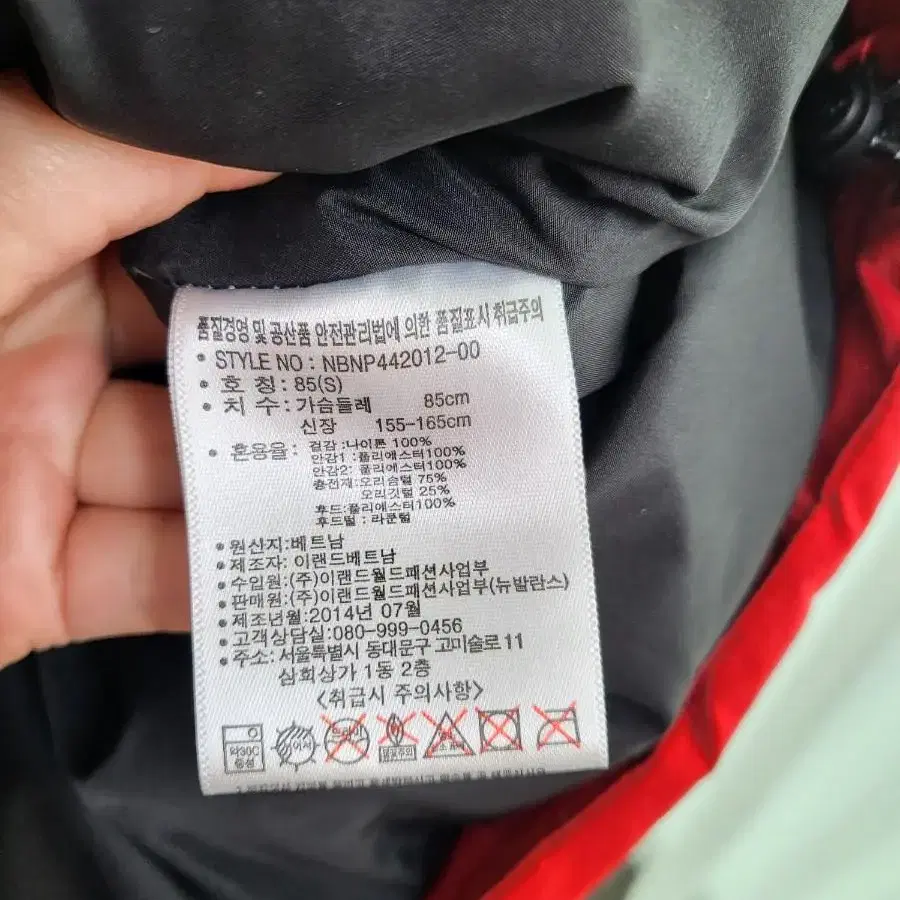 품질경영 및 공산품 안전관리법에 의한 품질표시 취급주의
• STYLE NO : NBNP442012-00
• 호 칭 : 85(S)
• 치 수 : 가슴둘레 85cm
신장 155-165cm
• 혼용율 : 겉감 : 나이론 100%
안감1 : 폴리에스터100%
안감2 : 폴리에스터100%
충전재 : 오리솜털 75%
오리깃털 25%
후드 : 폴리에스터100%
후드털 : 라쿤털
• 원산지 : 베트남
• 제조자 : 이랜드베트남
• 수입원 : (주)이랜드월드패션사업부
• 판매원 : (주)이랜드월드패션사업부(뉴발란스)
• 제조년월 : 2014년 07월
• 고객상담실 : 080-999-0456
• 주소 : 서울특별시 동대문구 고미술로 11
삼희상가 1동 2층
<취급시 주의사항>
약30C
중성
드라이